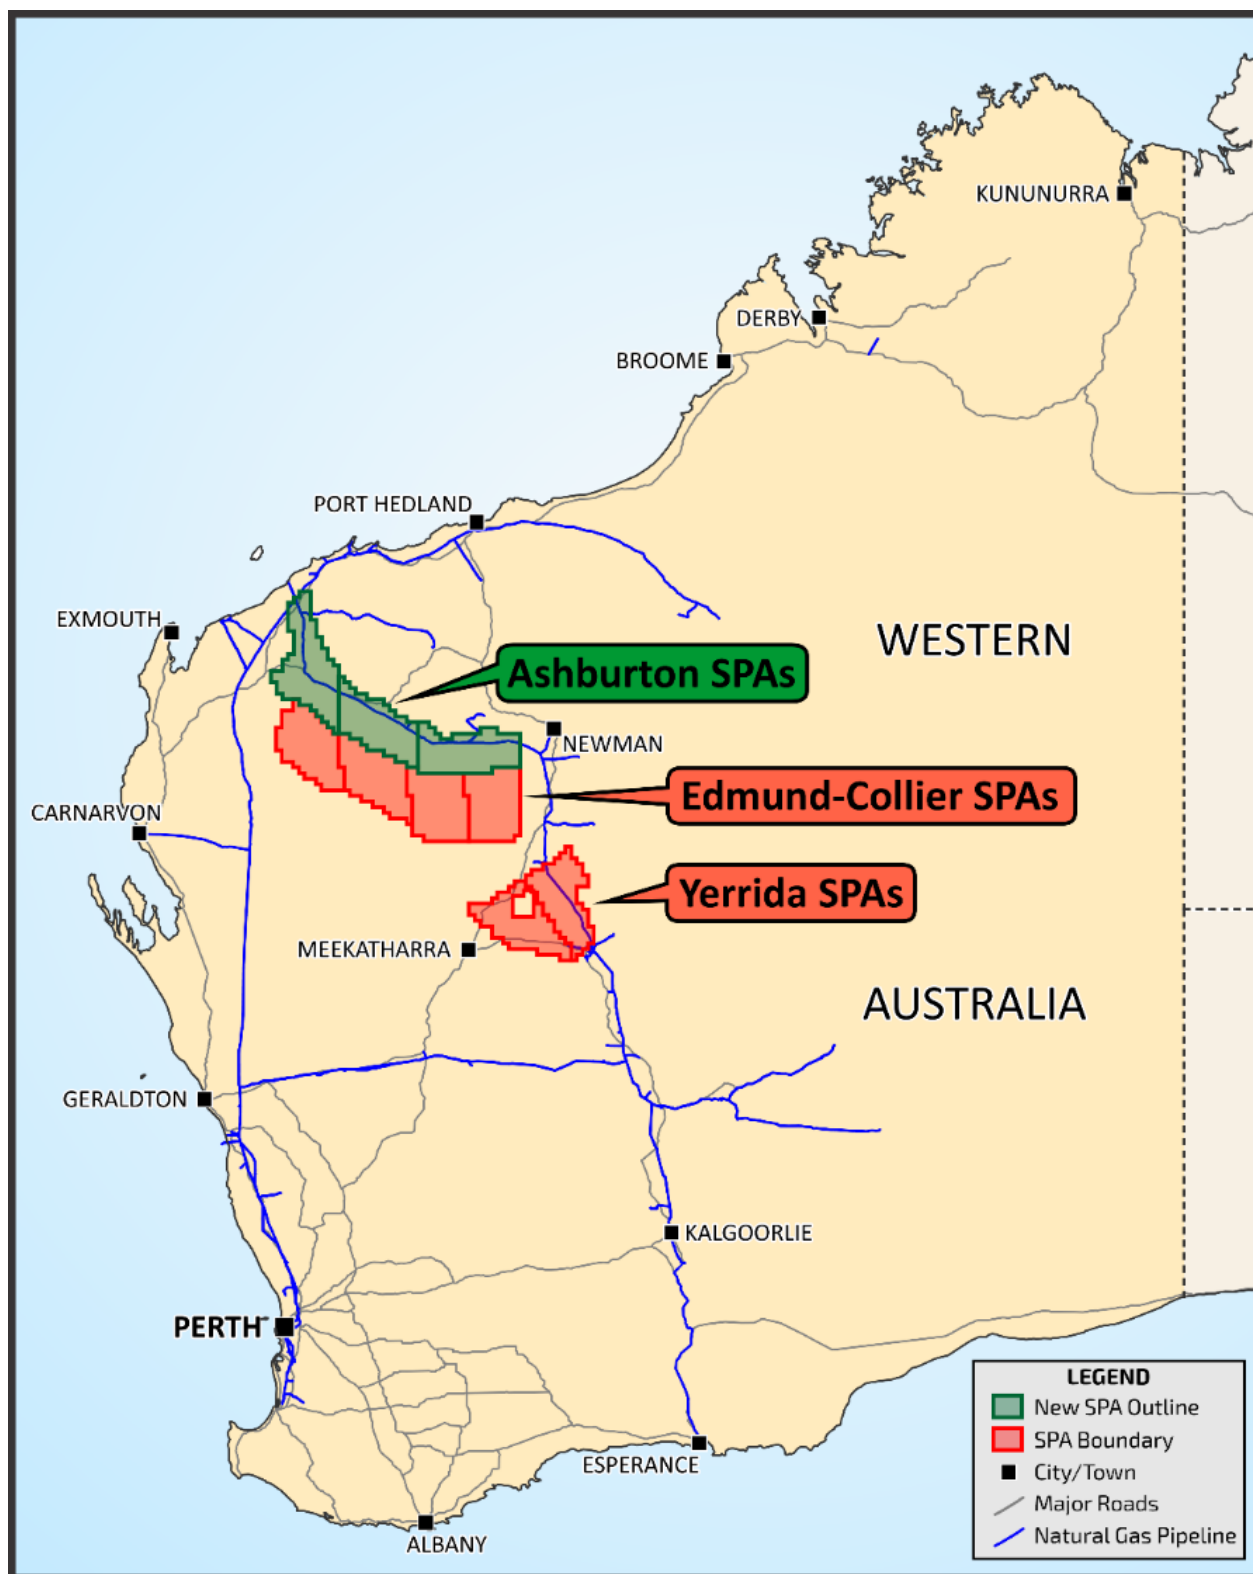 KUNUNURRA
DERBY
BROOME
PORT HEDLAND
EXMOUTH
WESTERN
Ashburton SPAs
NEWMAN
Edmund-Collier SPAs
CARNARVON
Yerrida SPAs
MEEKATHARRA
AUSTRALIA
GERALDTON
KALGOORLIE
PERTH
ESPERANCE
ALBANY
LEGEND
New SPA Outline
SPA Boundary
City/Town
Major Roads
Natural Gas Pipeline